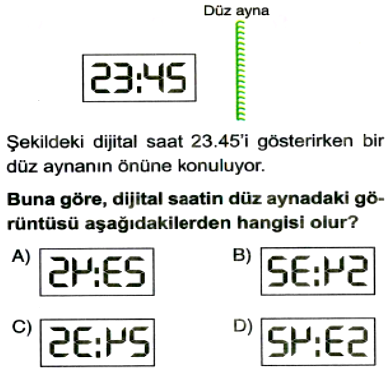 Düz ayna
23:45
Şekildeki dijital saat 23.45'i gösterirken bir
düz aynanın önüne konuluyor.
Buna göre, dijital saatin düz aynadaki gö-
rüntüsü aşağıdakilerden hangisi olur?
A)
B)
C)
D)